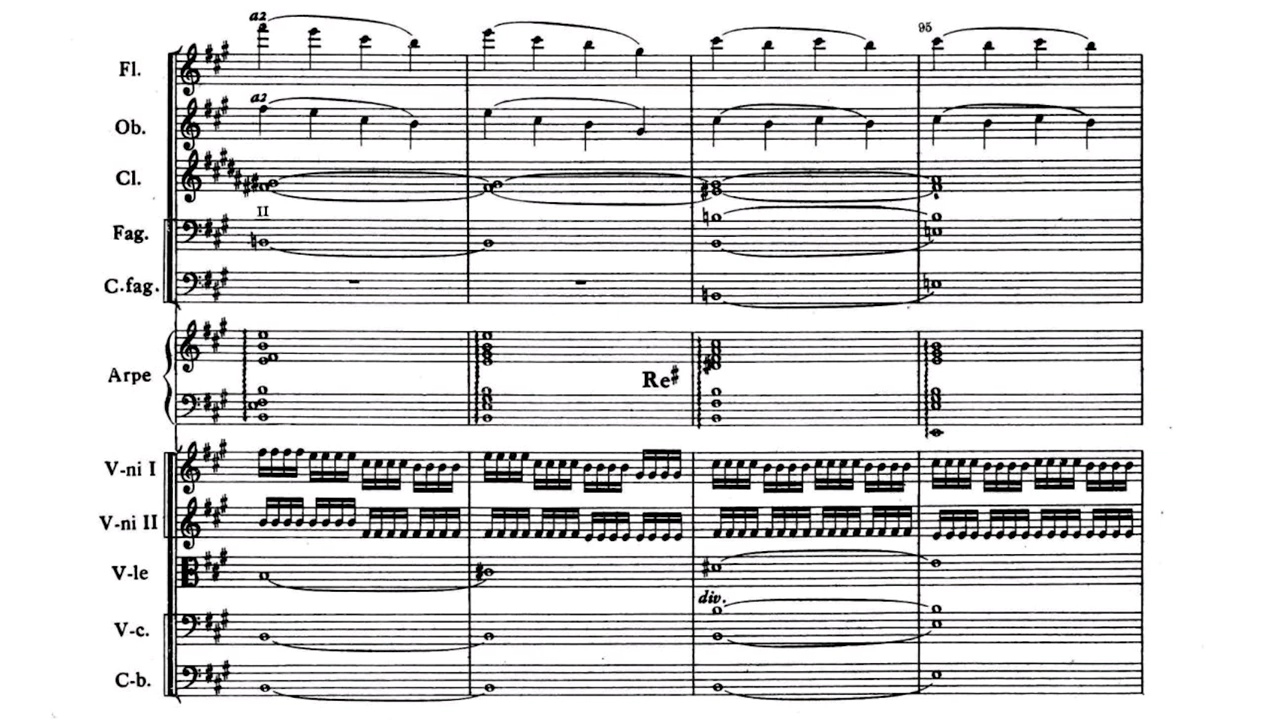 a2
95
Fl.
a2
Ob.
Cl.
II
Fag.
C.fag.
Arpe
Re♯
V-ni I
V-ni II
V-le
div.
V-c.
C-b.